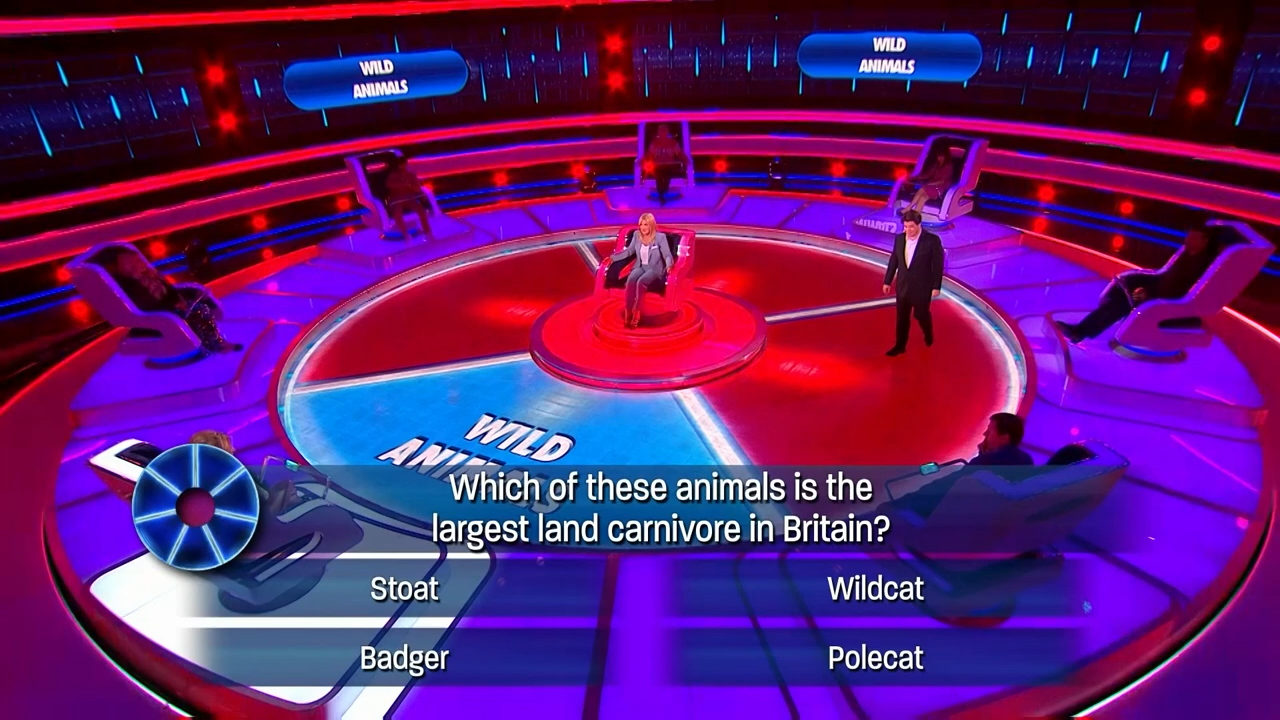 WILD
ANIMALS
WILD
ANIMALS
WILD
ANIMALS
Which of these animals is the
largest land carnivore in Britain?
Stoat
Wildcat
Badger
Polecat